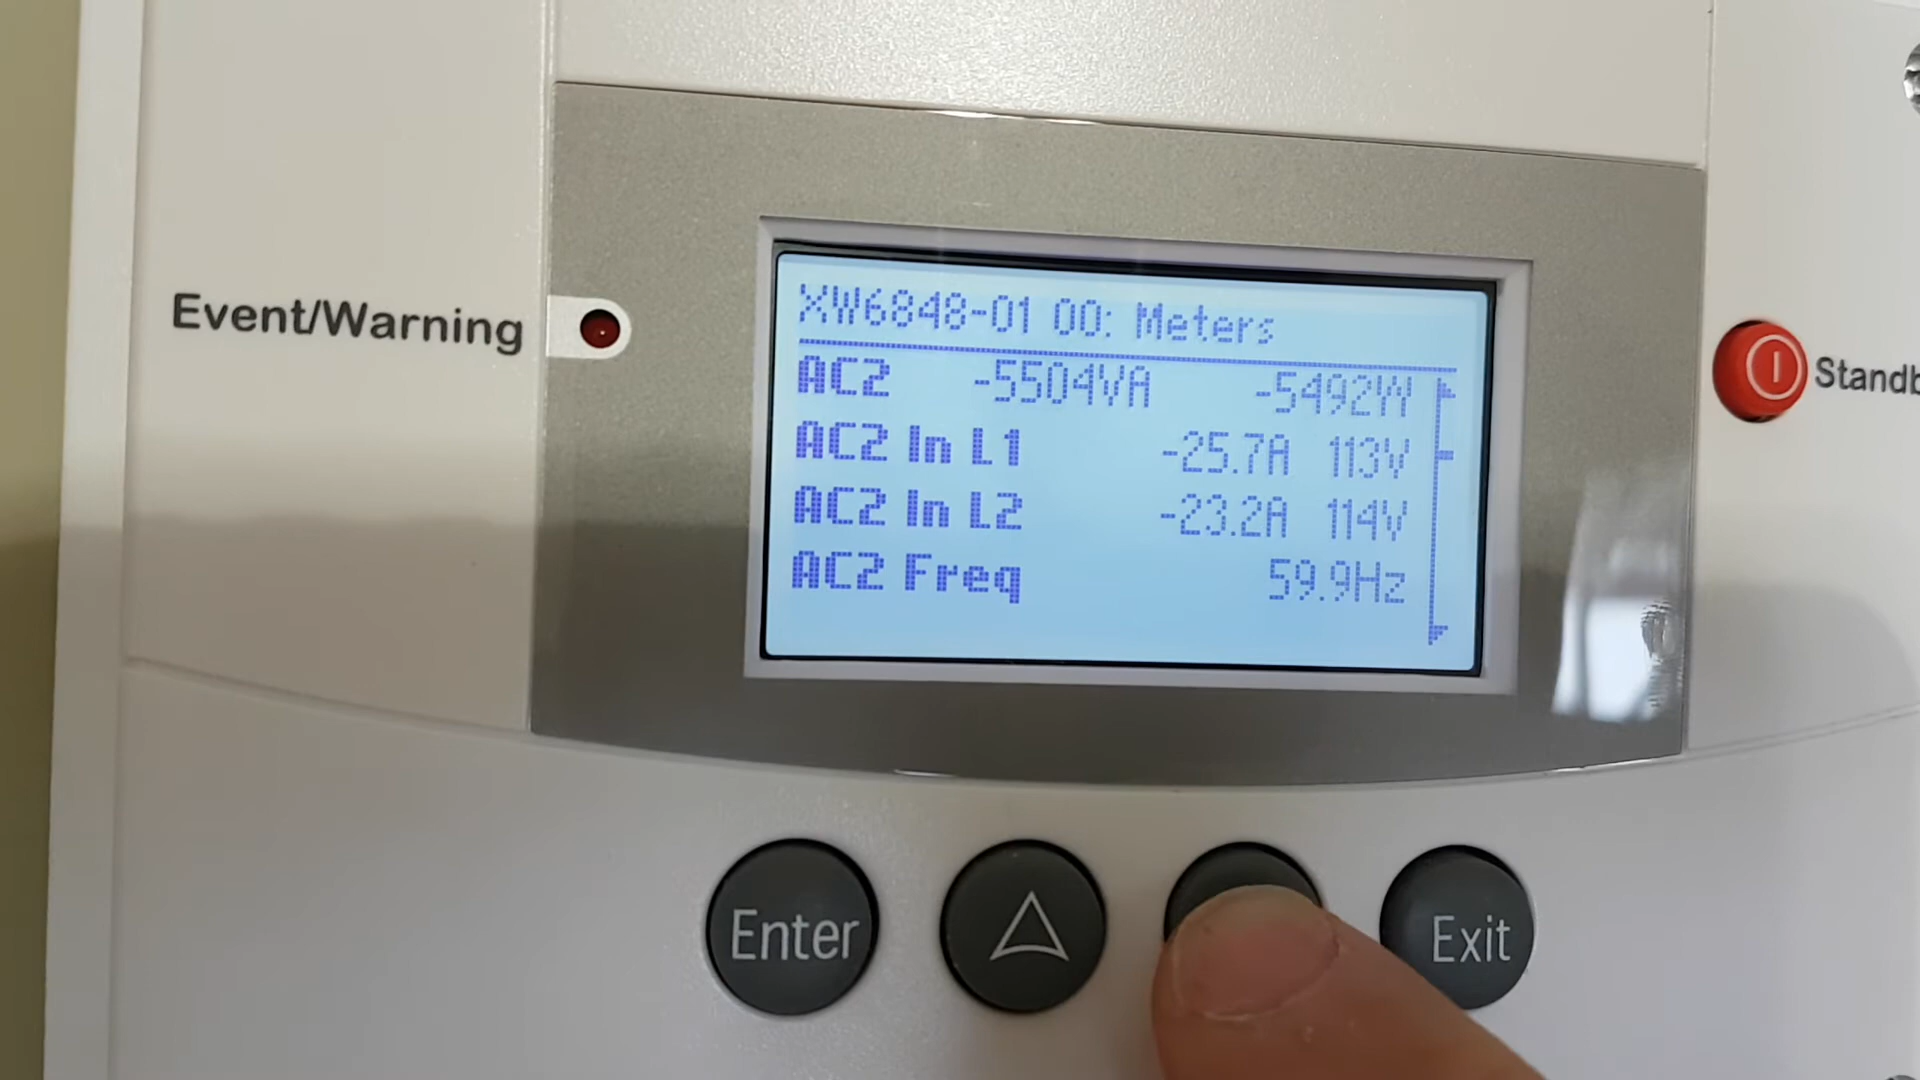 XW6848-01 00: Meters
AC2 -5504VA -5492W
AC2 In L1 -25.7A 113V
AC2 In L2 -23.2A 114V
AC2 Freq 59.9Hz
Event/Warning
Enter
Exit